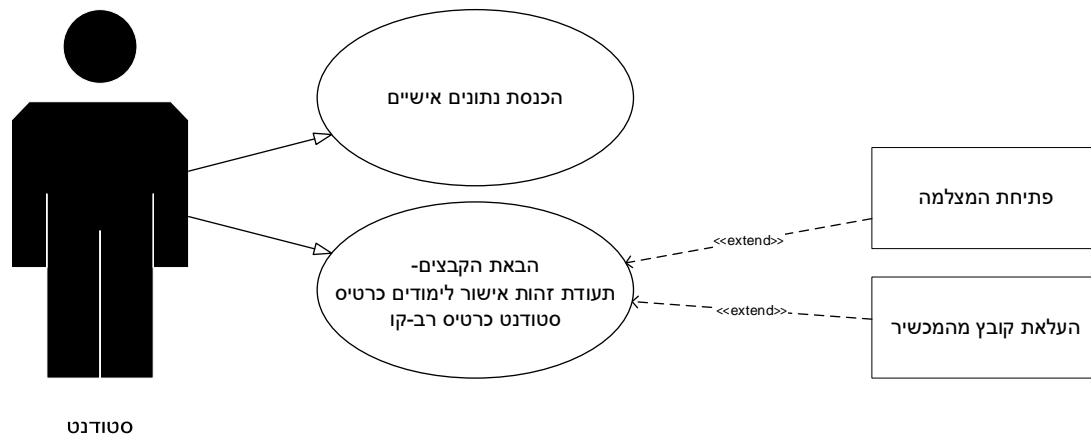 הכנסת נתונים אישיים
הבאת הקבצים-
תעודת זהות אישור לימודים כרטיס
סטודנט כרטיס רב-קו
פתיחת המצלמה
<<extend>>
<<extend>>
העלאת קובץ מהמכשיר
סטודנט